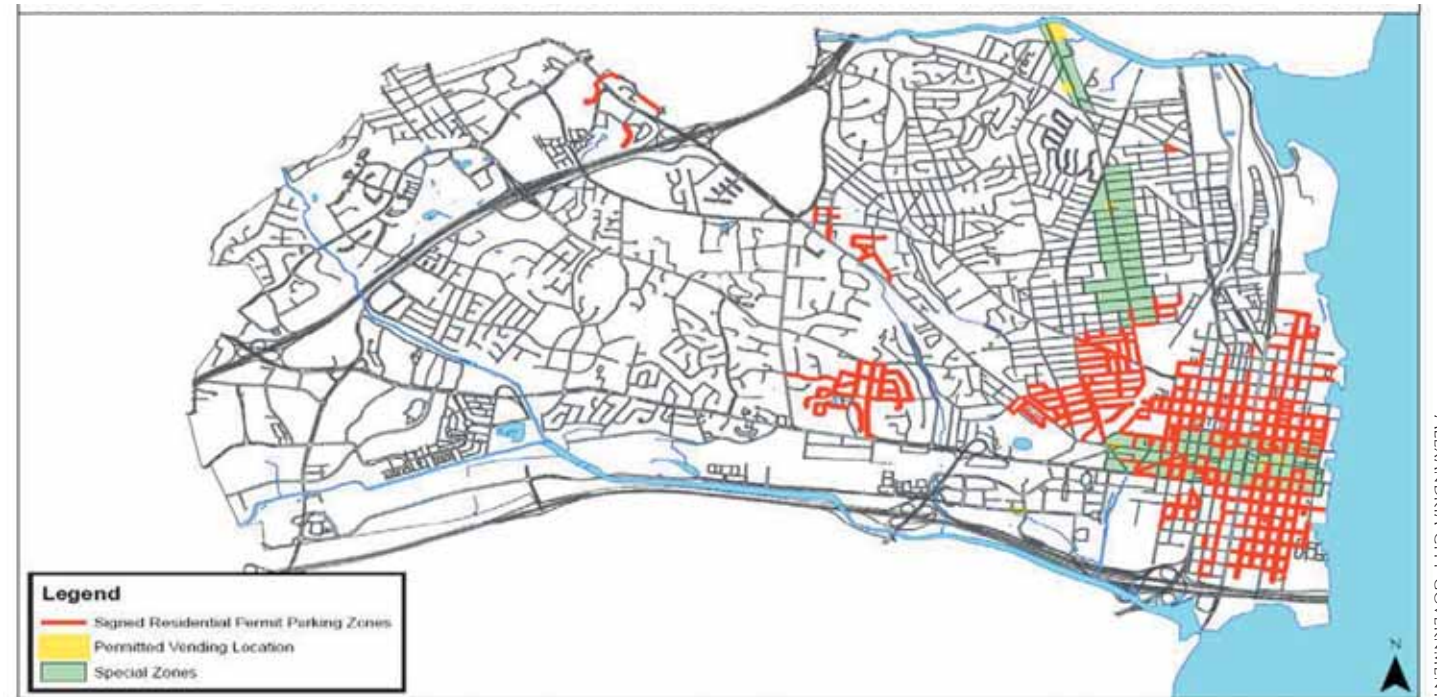 Legend
Signed Residential Permit Parking Zones
Permitted Vending Location
Special Zones
N